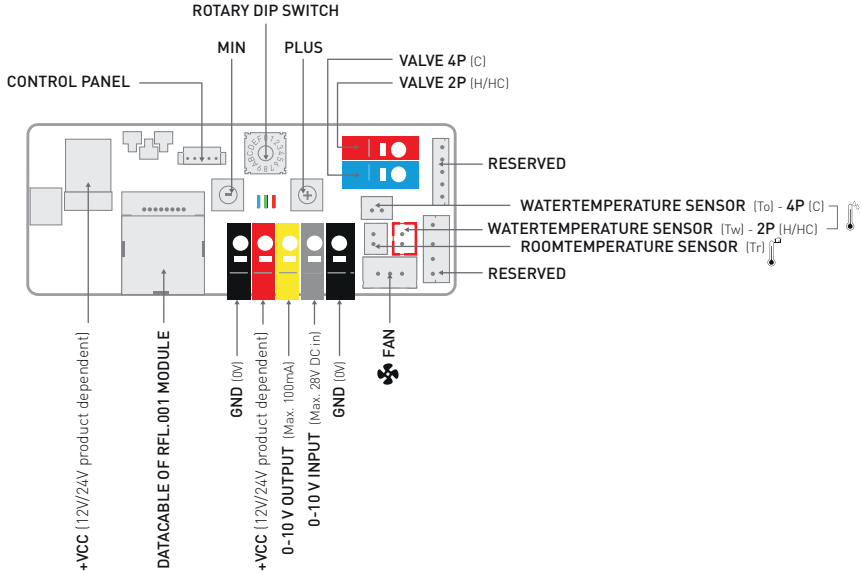 ROTARY DIP SWITCH
MIN
PLUS
VALVE 4P (C)
VALVE 2P (H/HC)
CONTROL PANEL
RESERVED
WATERTEMPERATURE SENSOR (To) - 4P (C)
WATERTEMPERATURE SENSOR (Tw) - 2P (H/HC)
ROOMTEMPERATURE SENSOR (Tr)
RESERVED
+VCC (12V/24V product dependent)
DATACABLE OF RFL.001 MODULE
GND (0V)
+VCC (12V/24V product dependent)
0-10 V OUTPUT (Max. 100mA)
0-10 V INPUT (Max. 28V DC in)
GND (0V)
FAN